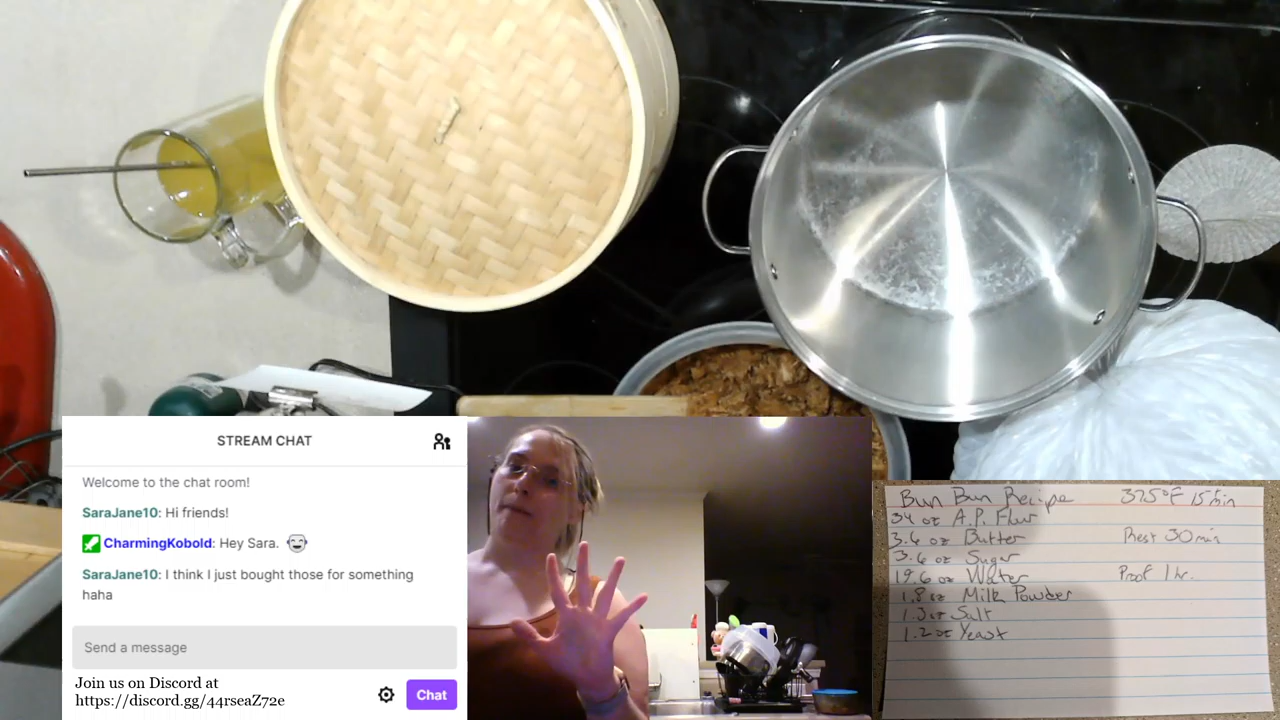 STREAM CHAT
Welcome to the chat room!
SaraJane10: Hi friends!
CharmingKobold: Hey Sara.
SaraJane10: I think I just bought those for something
haha
Send a message
Join us on Discord at
https://discord.gg/44rseaZ72e
Chat
Bun Bun Recipe 375°F 15 min
34 oz A.P. Flour
3.6 oz Butter Rest 30 min
3.6 oz Sugar
19.6 oz Water Proof 1 hr.
1.8 oz Milk Powder
1.3 oz Salt
1.2 oz Yeast